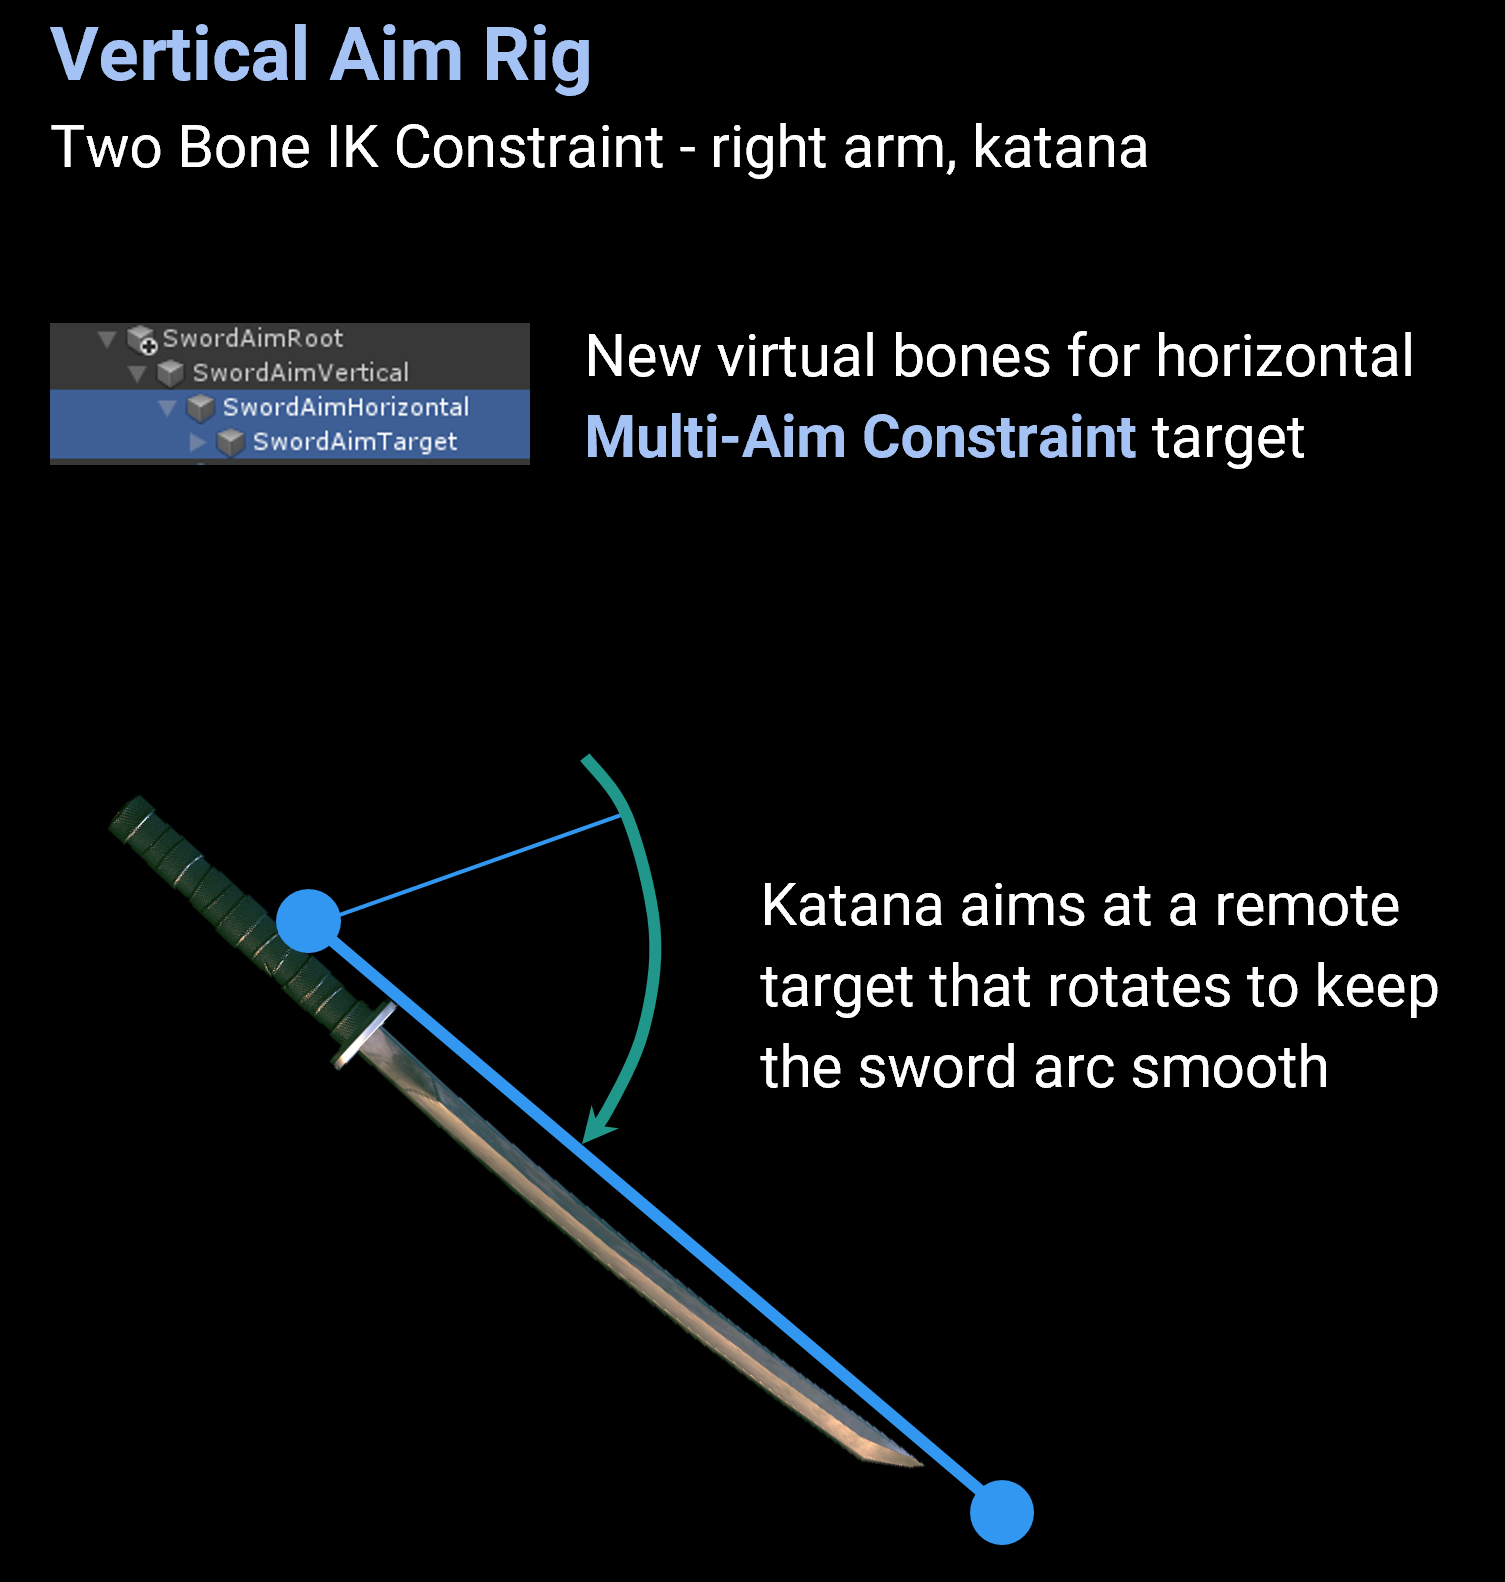 Vertical Aim Rig
Two Bone IK Constraint - right arm, katana
SwordAimRoot
SwordAimVertical
SwordAimHorizontal
SwordAimTarget
New virtual bones for horizontal
Multi-Aim Constraint target
Katana aims at a remote
target that rotates to keep
the sword arc smooth